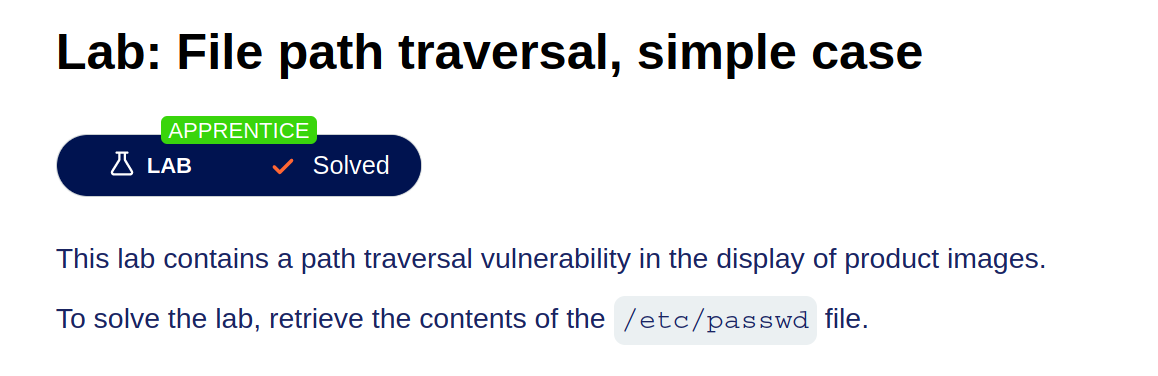 Lab: File path traversal, simple case
APPRENTICE
LAB Solved
This lab contains a path traversal vulnerability in the display of product images.
To solve the lab, retrieve the contents of the /etc/passwd file.